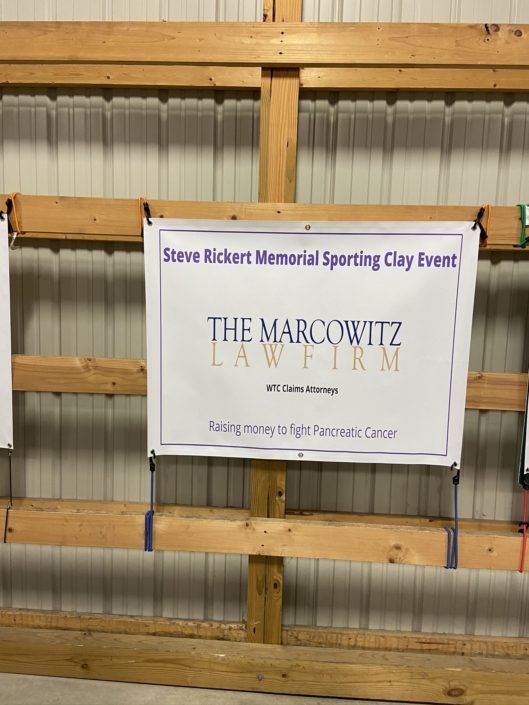 Steve Rickert Memorial Sporting Clay Event
THE MARCOWITZ
LAW FIRM
WTC Claims Attorneys
Raising money to fight Pancreatic Cancer